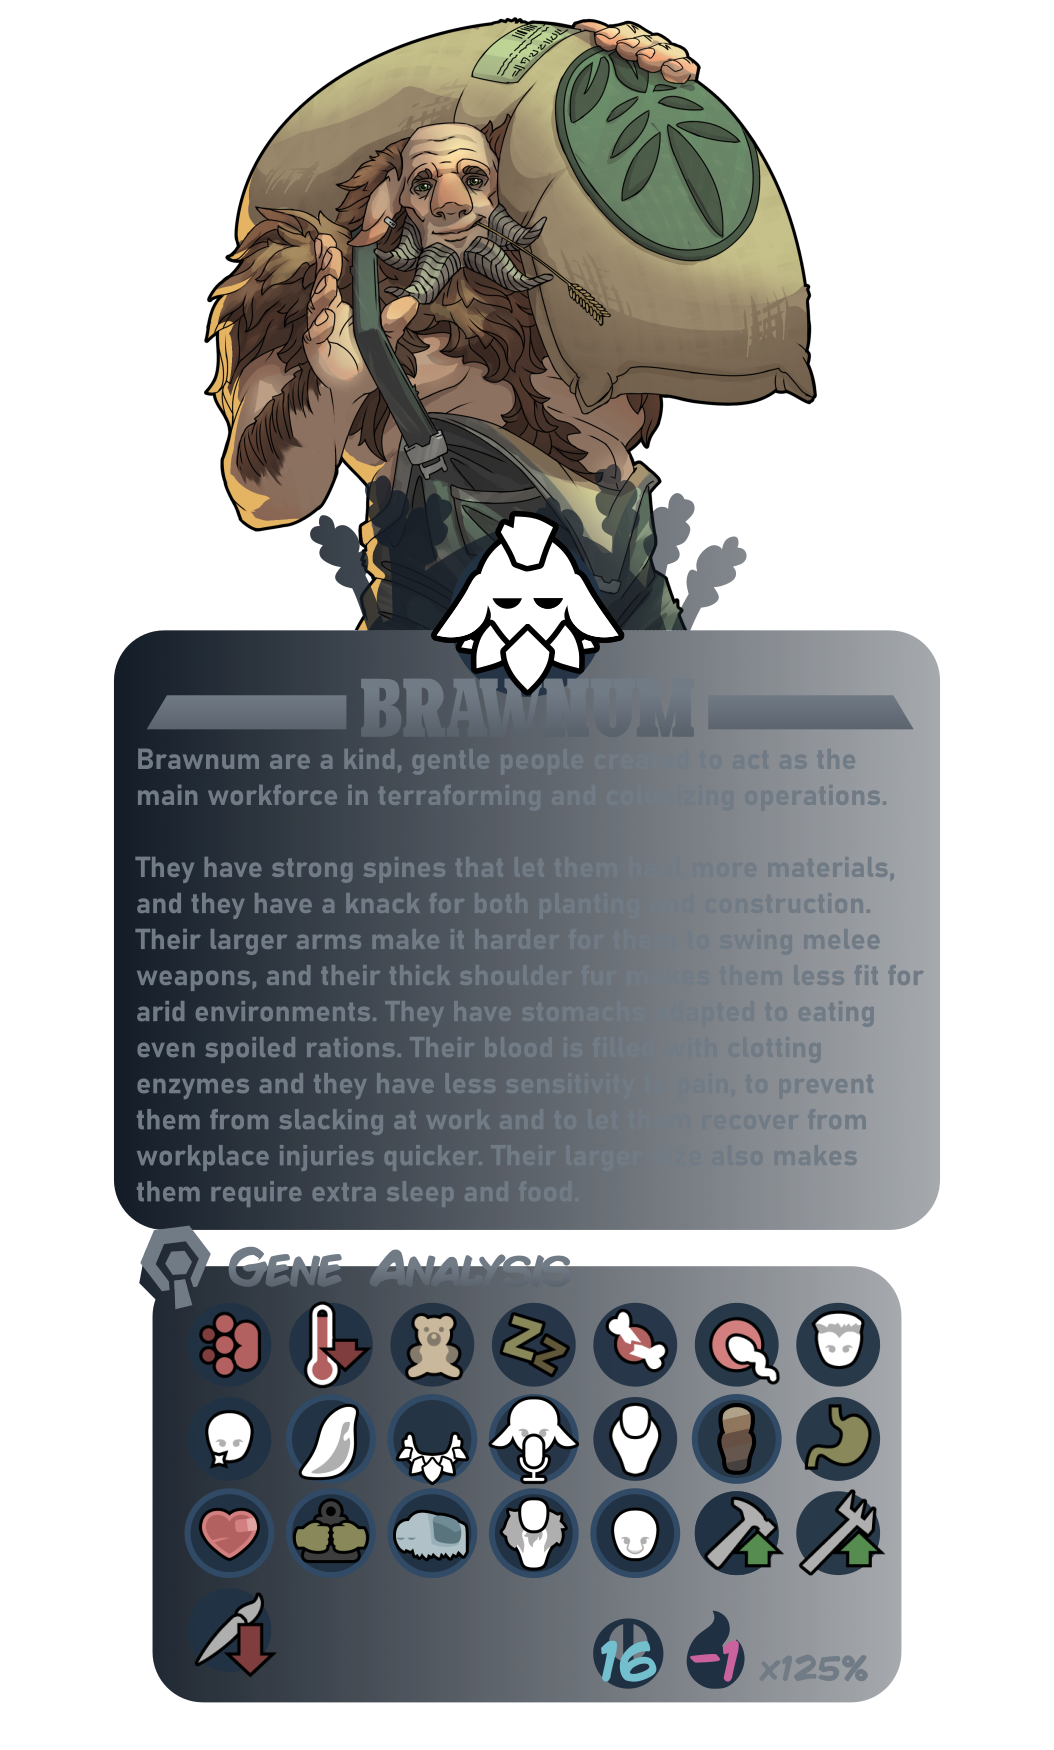 BRAWNUM
Brawnum are a kind, gentle people created to act as the
main workforce in terraforming and colonizing operations.
They have strong spines that let them haul more materials,
and they have a knack for both planting and construction.
Their larger arms make it harder for them to swing melee
weapons, and their thick shoulder fur makes them less fit for
arid environments. They have stomachs adapted to eating
even spoiled rations. Their blood is filled with clotting
enzymes and they have less sensitivity to pain, to prevent
them from slacking at work and to let them recover from
workplace injuries quicker. Their larger size also makes
them require extra sleep and food.
Gene Analysis
ZZ
16 -1 x125%